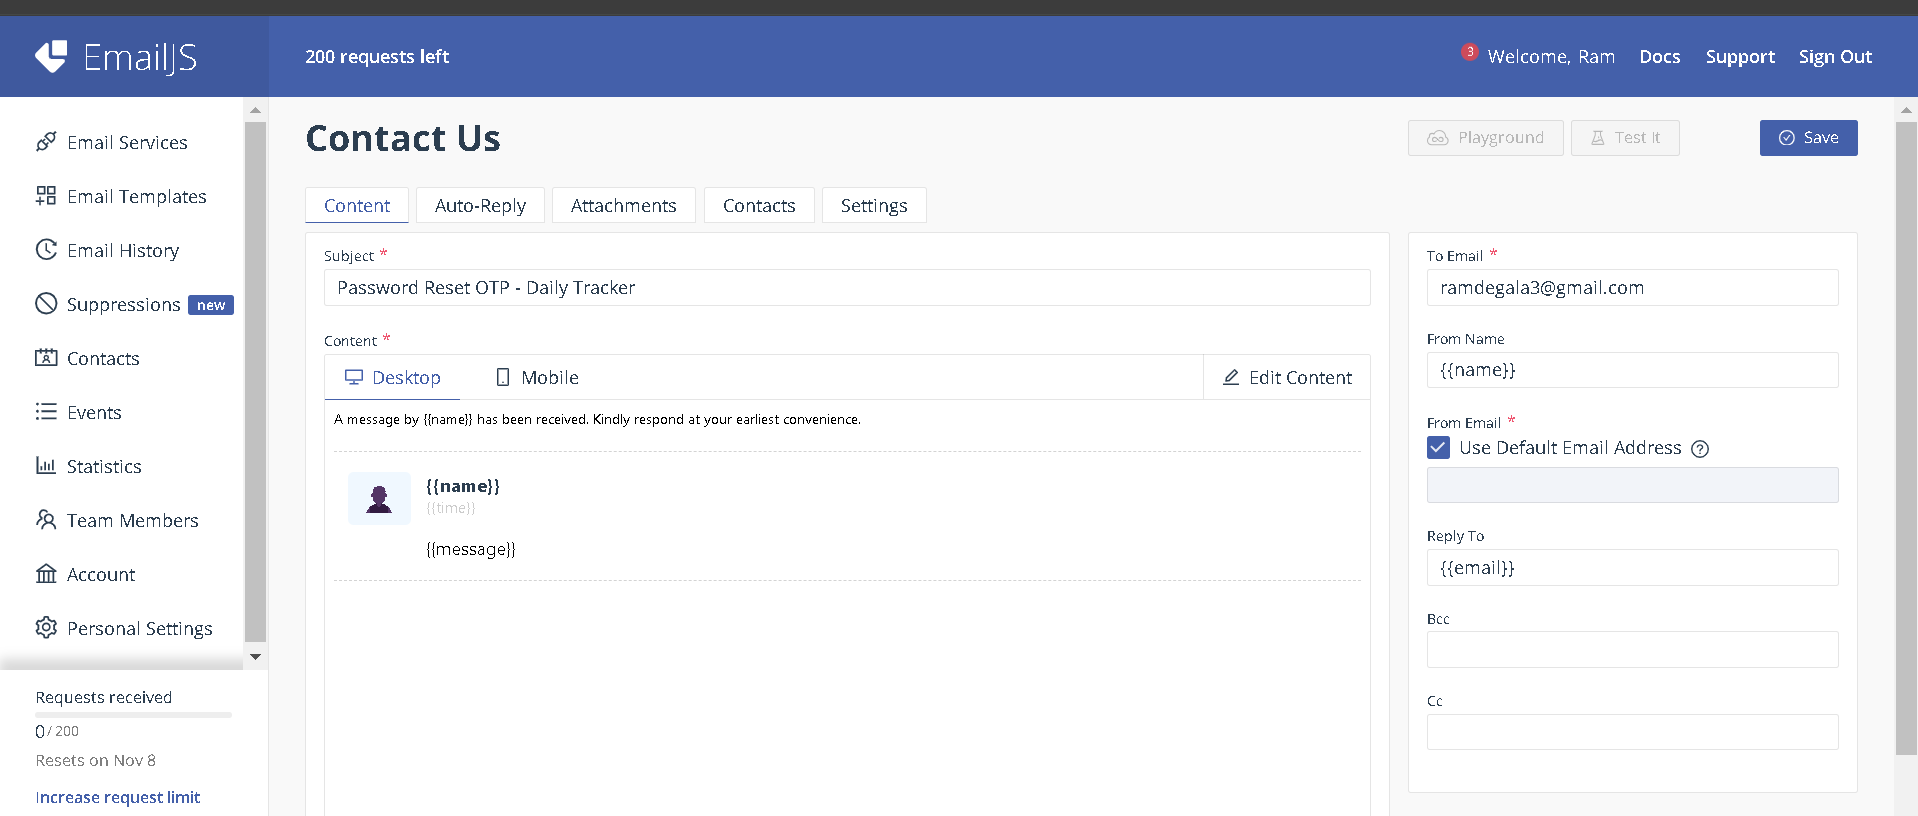 EmailJS
200 requests left
3
Welcome, Ram
Docs
Support
Sign Out
Email Services
Email Templates
Email History
Suppressions new
Contacts
Events
Statistics
Team Members
Account
Personal Settings
Requests received
0 / 200
Resets on Nov 8
Increase request limit
Contact Us
Playground
Test It
Save
Content
Auto-Reply
Attachments
Contacts
Settings
Subject *
Password Reset OTP - Daily Tracker
Content *
Desktop
Mobile
Edit Content
A message by {{name}} has been received. Kindly respond at your earliest convenience.
{{name}}
{{time}}
{{message}}
To Email *
ramdegala3@gmail.com
From Name
{{name}}
From Email *
Use Default Email Address ?
Reply To
{{email}}
Bcc
Cc